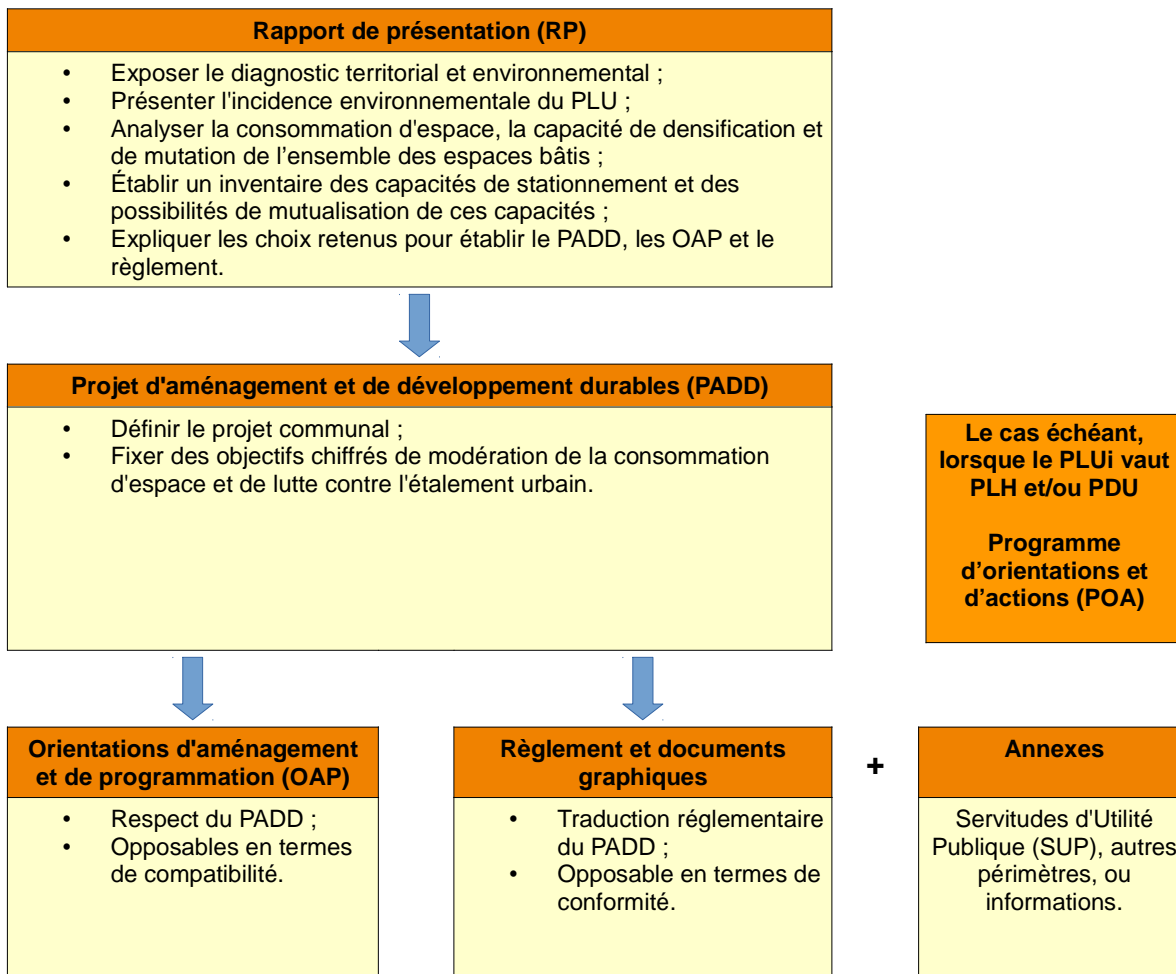 Rapport de présentation (RP)
• Exposer le diagnostic territorial et environnemental ;
• Présenter l'incidence environnementale du PLU ;
• Analyser la consommation d'espace, la capacité de densification et
de mutation de l’ensemble des espaces bâtis ;
• Établir un inventaire des capacités de stationnement et des
possibilités de mutualisation de ces capacités ;
• Expliquer les choix retenus pour établir le PADD, les OAP et le
règlement.
Projet d'aménagement et de développement durables (PADD)
• Définir le projet communal ;
• Fixer des objectifs chiffrés de modération de la consommation
d'espace et de lutte contre l'étalement urbain.
Le cas échéant,
lorsque le PLUi vaut
PLH et/ou PDU
Programme
d’orientations et
d’actions (POA)
Orientations d'aménagement
et de programmation (OAP)
• Respect du PADD ;
• Opposables en termes
de compatibilité.
Règlement et documents
graphiques
• Traduction réglementaire
du PADD ;
• Opposable en termes de
conformité.
+
Annexes
Servitudes d'Utilité
Publique (SUP), autres
périmètres, ou
informations.